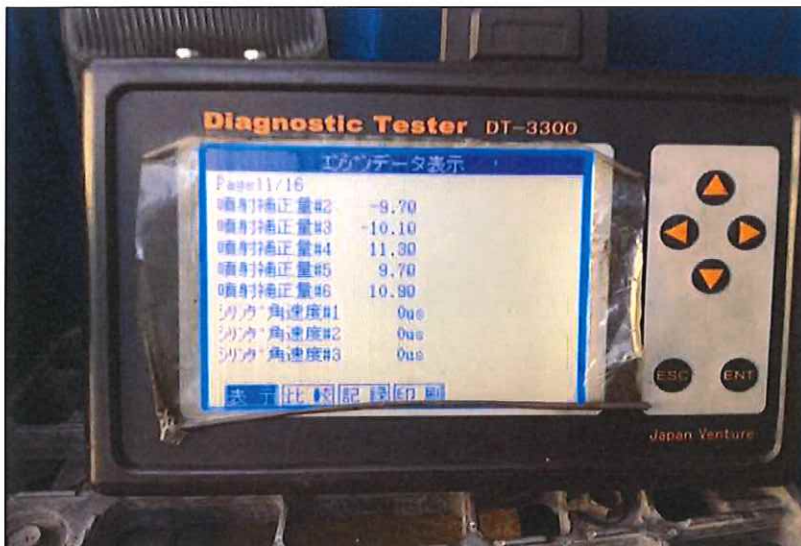 Diagnostic Tester DT-3300
エンジンデータ表示
Page11/16
噴射補正量#2 -9.70
噴射補正量#3 -10.10
噴射補正量#4 11.30
噴射補正量#5 9.70
噴射補正量#6 10.90
シリンダ角速度#1 0us
シリンダ角速度#2 0us
シリンダ角速度#3 0us
表示 比較 記録 印刷
ESC ENT
Japan Venture